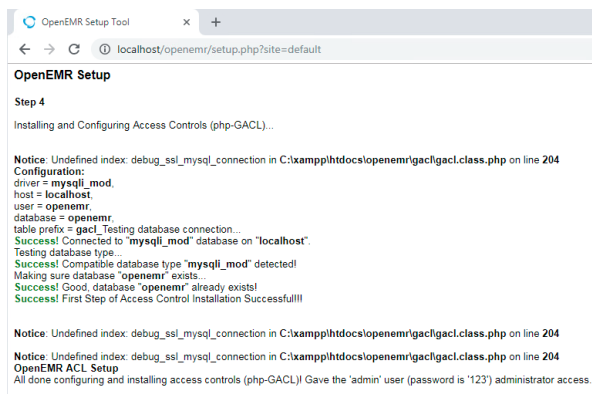 OpenEMR Setup Tool
localhost/openemr/setup.php?site=default
OpenEMR Setup
Step 4
Installing and Configuring Access Controls (php-GACL)...
Notice: Undefined index: debug_ssl_mysql_connection in C:\xampp\htdocs\openemr\gacl\gacl.class.php on line 204
Configuration:
driver = mysqli_mod,
host = localhost,
user = openemr,
database = openemr,
table prefix = gacl_Testing database connection...
Success! Connected to "mysqli_mod" database on "localhost".
Testing database type...
Success! Compatible database type "mysqli_mod" detected!
Making sure database "openemr" exists...
Success! Good, database "openemr" already exists!
Success! First Step of Access Control Installation Successful!!!
Notice: Undefined index: debug_ssl_mysql_connection in C:\xampp\htdocs\openemr\gacl\gacl.class.php on line 204
Notice: Undefined index: debug_ssl_mysql_connection in C:\xampp\htdocs\openemr\gacl\gacl.class.php on line 204
OpenEMR ACL Setup
All done configuring and installing access controls (php-GACL)! Gave the 'admin' user (password is '123') administrator access.